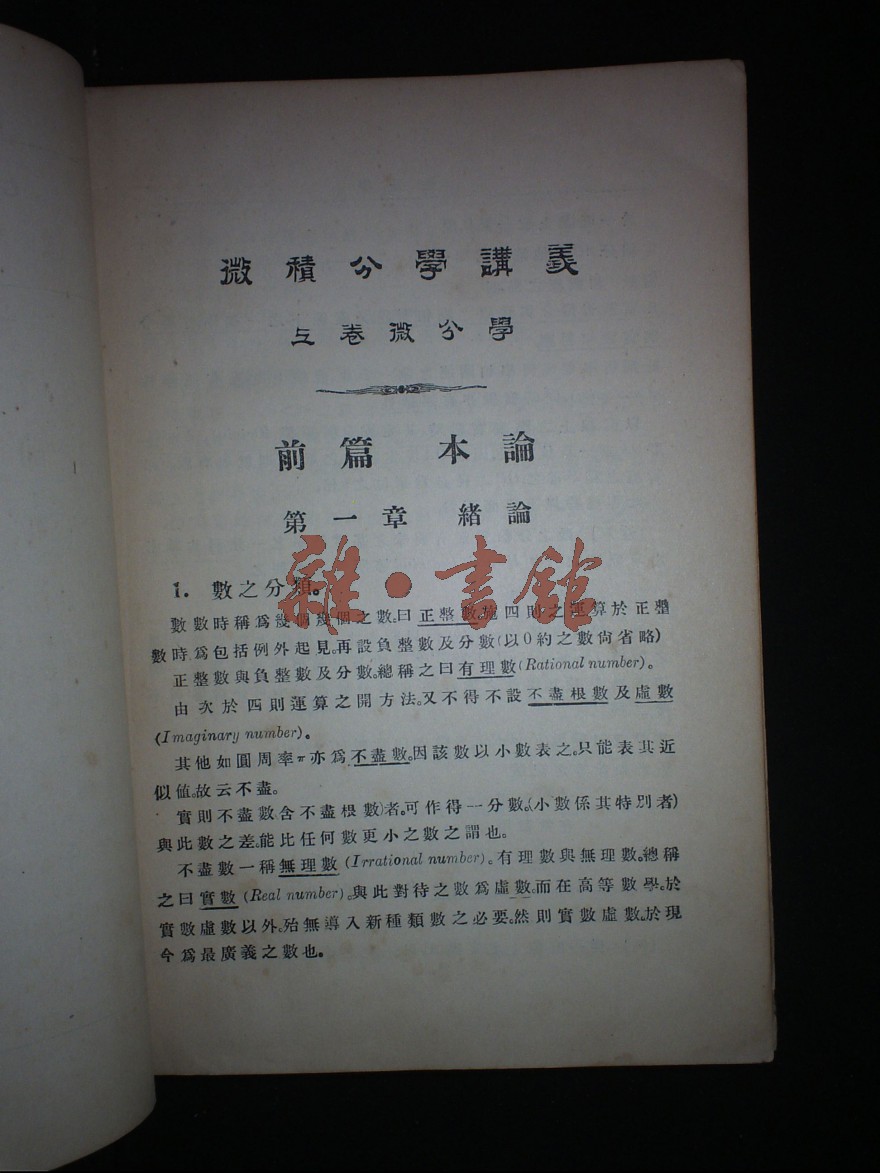 微積分學講義
上卷微分學
前篇 本論
第一章 緒論
雜·書館
1. 數之分類。
數數時稱爲幾個幾個之數。曰正整數。施四則之運算於正整
數時爲包括例外起見。再設負整數及分數(以0約之數尙省略)
正整數與負整數及分數。總稱之曰有理數(Rational number)。
由次於四則運算之開方法。又不得不設不盡根數及虛數
(Imaginary number)。
其他如圓周率π亦爲不盡數。因該數以小數表之。只能表其近
似値。故云不盡。
實則不盡數(含不盡根數)者。可作得一分數。(小數係其特別者)
與此數之差。能比任何數更小之數之謂也。
不盡數一稱無理數(Irrational number)。有理數與無理數。總稱
之曰實數(Real number)。與此對待之數爲虛數。而在高等數學。於
實數虛數以外。殆無導入新種類數之必要。然則實數虛數。於現
今爲最廣義之數也。